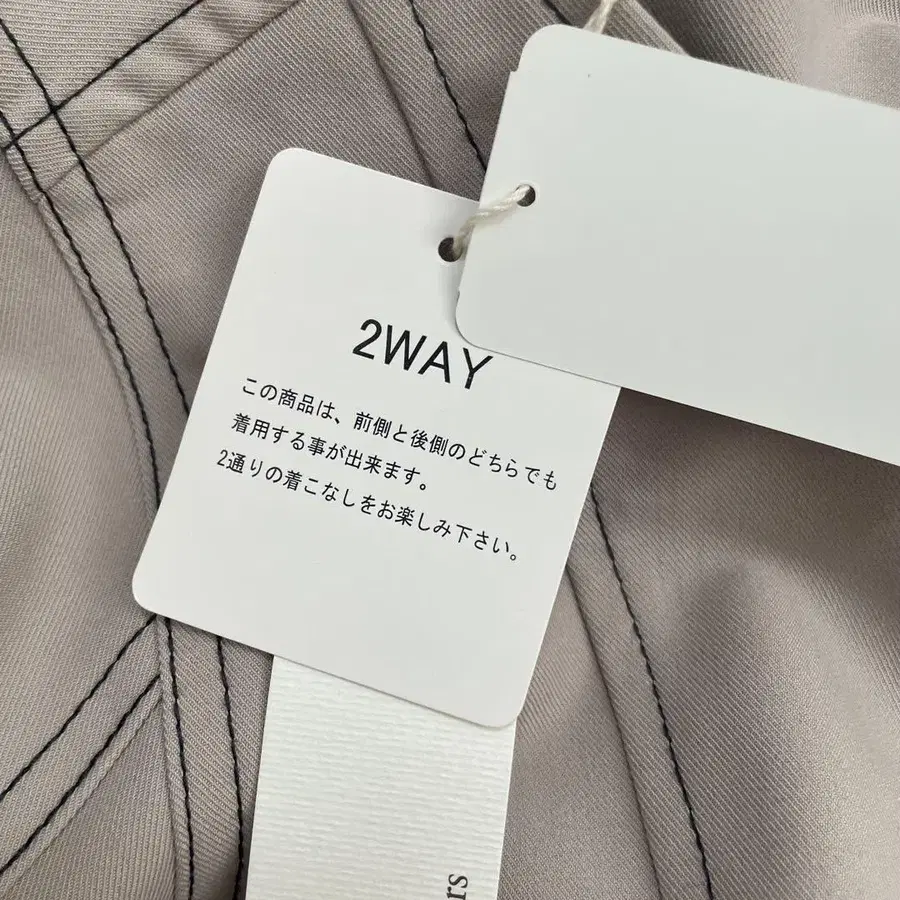 2WAY
この商品は、前側と後側のどちらでも
着用する事が出来ます。
2通りの着こなしをお楽しみ下さい。
rs